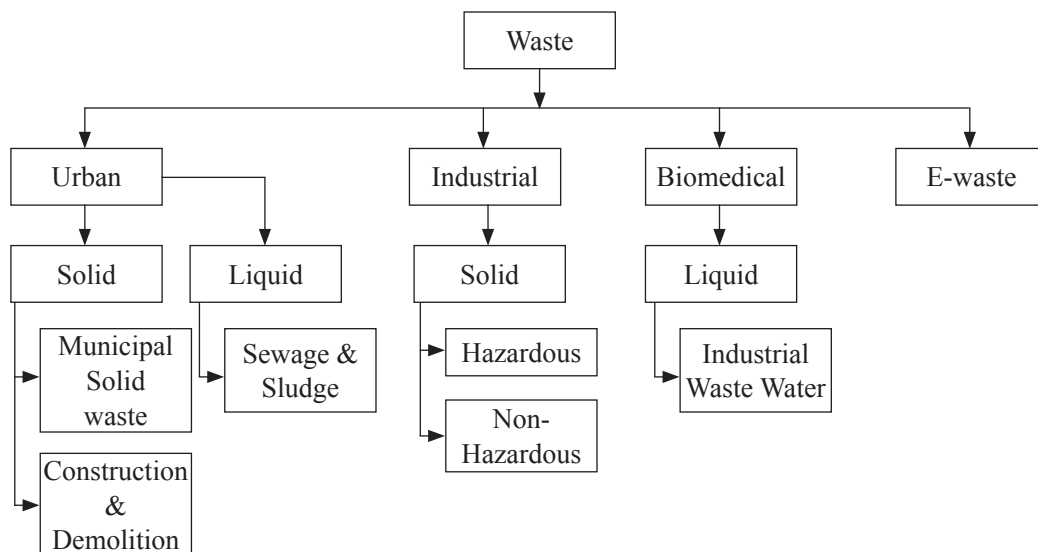 Waste
Urban
Industrial
Biomedical
E-waste
Solid
Liquid
Solid
Liquid
Municipal
Solid
waste
Sewage &
Sludge
Hazardous
Industrial
Waste Water
Non-
Hazardous
Construction
&
Demolition